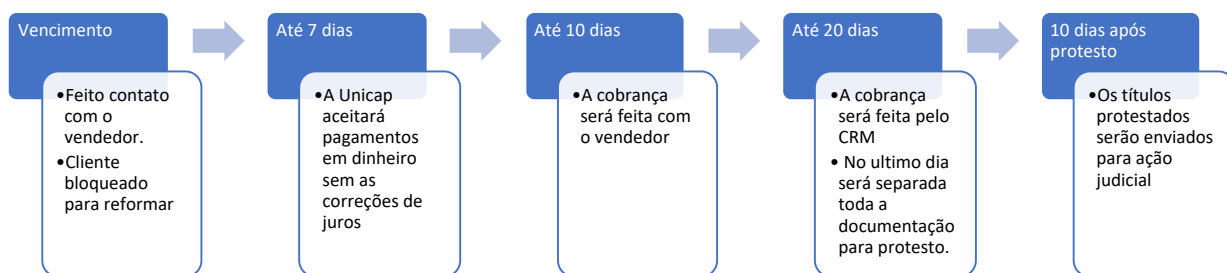 Vencimento
•Feito contato
com o
vendedor.
•Cliente
bloqueado
para reformar
Até 7 dias
•A Unicap
aceitará
pagamentos
em dinheiro
sem as
correções de
juros
Até 10 dias
•A cobrança
será feita com
o vendedor
Até 20 dias
•A cobrança
será feita pelo
CRM
• No ultimo dia
será separada
toda a
documentação
para protesto.
10 dias após
protesto
•Os títulos
protestados
serão enviados
para ação
judicial